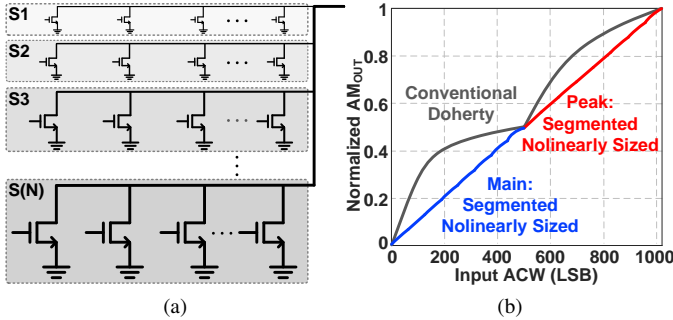 S1
S2
S3
S(N)
(a)
Normalized AM_OUT
1
0.8
0.6
0.4
0.2
0
Conventional
Doherty
Peak:
Segmented
Nolinearly Sized
Main:
Segmented
Nolinearly Sized
0 200 400 600 800 1000
Input ACW (LSB)
(b)